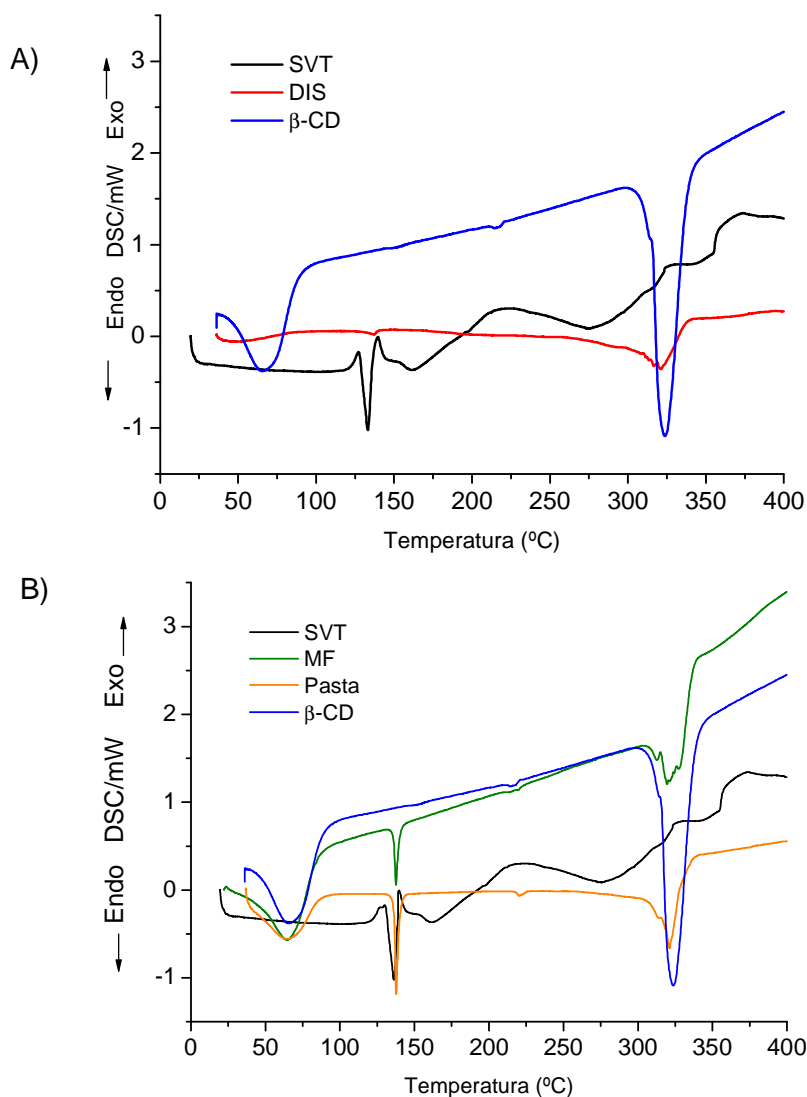 A)
SVT
DIS
β-CD
Endo DSC/mW Exo
3
2
1
0
-1
0 50 100 150 200 250 300 350 400
Temperatura (ºC)
B)
SVT
MF
Pasta
β-CD
Endo DSC/mW Exo
3
2
1
0
-1
0 50 100 150 200 250 300 350 400
Temperatura (ºC)